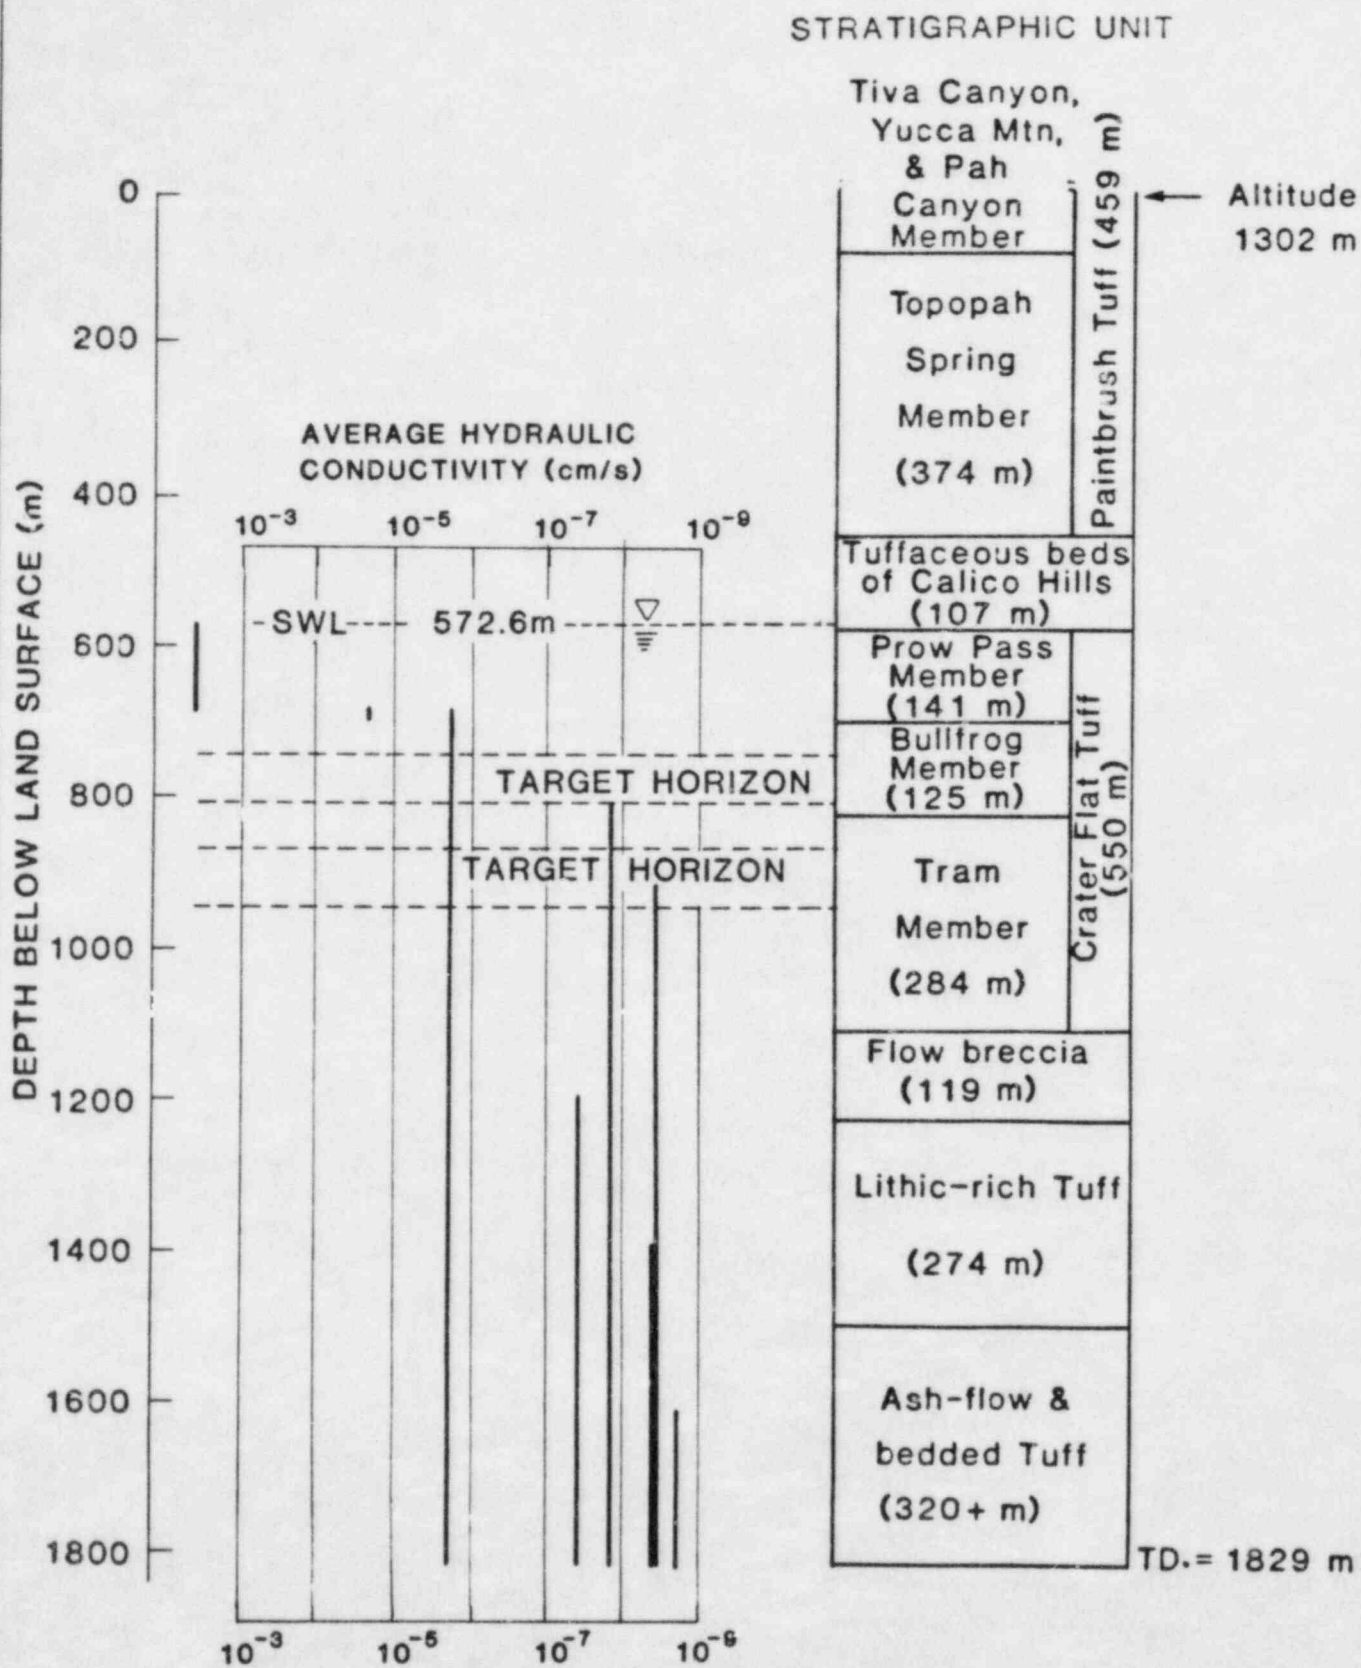 STRATIGRAPHIC UNIT
Tiva Canyon,
Yucca Mtn,
& Pah
Canyon
Member
Paintbrush Tuff (459 m)
Altitude
1302 m
Topopah
Spring
Member
(374 m)
Tuffaceous beds
of Calico Hills
(107 m)
Prow Pass
Member
(141 m)
Bullfrog
Member
(125 m)
Crater Flat Tuff
(550 m)
Tram
Member
(284 m)
Flow breccia
(119 m)
Lithic-rich Tuff
(274 m)
Ash-flow &
bedded Tuff
(320+ m)
TD.= 1829 m
DEPTH BELOW LAND SURFACE (m)
0
200
400
600
800
1000
1200
1400
1600
1800
AVERAGE HYDRAULIC
CONDUCTIVITY (cm/s)
10⁻³ 10⁻⁵ 10⁻⁷ 10⁻⁹
SWL 572.6m
TARGET HORIZON
TARGET HORIZON
10⁻³ 10⁻⁵ 10⁻⁷ 10⁻⁹